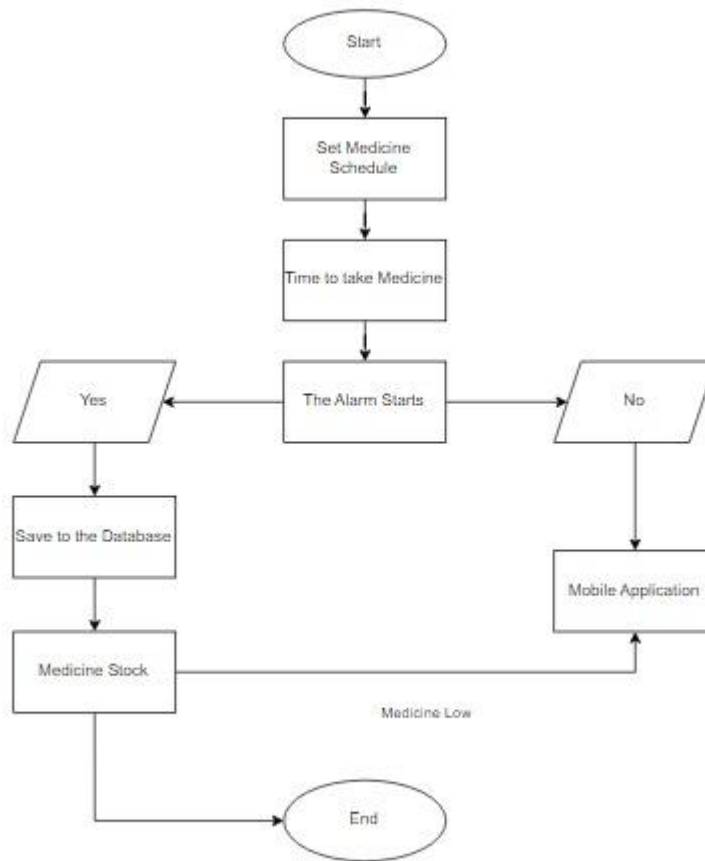 Start
Set Medicine
Schedule
Time to take Medicine
Yes
The Alarm Starts
No
Save to the Database
Mobile Application
Medicine Stock
Medicine Low
End